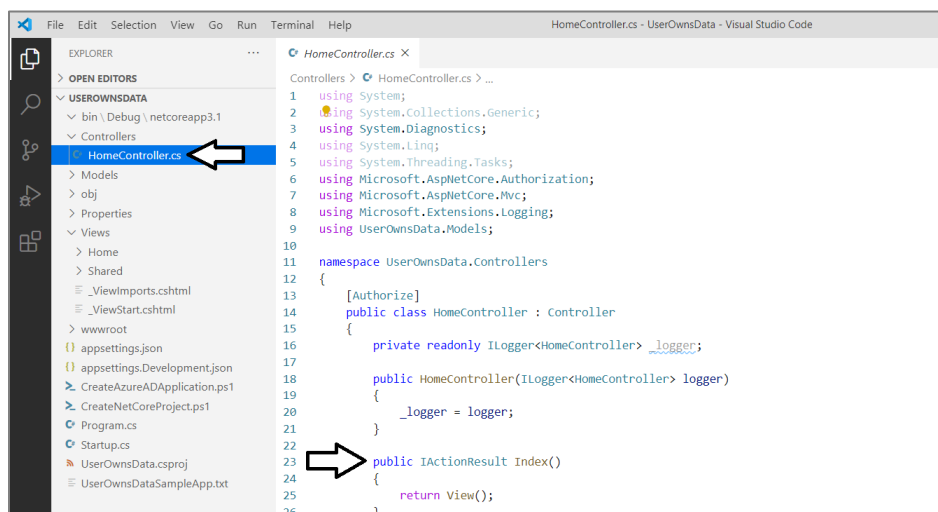 File Edit Selection View Go Run Terminal Help HomeController.cs - UserOwnsData - Visual Studio Code
EXPLORER ...
OPEN EDITORS
USEROWNSDATA
bin \ Debug \ netcoreapp3.1
Controllers
C# HomeController.cs
Models
obj
Properties
Views
Home
Shared
_ViewImports.cshtml
_ViewStart.cshtml
wwwroot
{} appsettings.json
{} appsettings.Development.json
CreateAzureADApplication.ps1
CreateNetCoreProject.ps1
C# Program.cs
C# Startup.cs
UserOwnsData.csproj
UserOwnsDataSampleApp.txt
C# HomeController.cs ×
Controllers > C# HomeController.cs > ...
1 using System;
2 using System.Collections.Generic;
3 using System.Diagnostics;
4 using System.Linq;
5 using System.Threading.Tasks;
6 using Microsoft.AspNetCore.Authorization;
7 using Microsoft.AspNetCore.Mvc;
8 using Microsoft.Extensions.Logging;
9 using UserOwnsData.Models;
10
11 namespace UserOwnsData.Controllers
12 {
13 [Authorize]
14 public class HomeController : Controller
15 {
16 private readonly ILogger<HomeController> _logger;
17
18 public HomeController(ILogger<HomeController> logger)
19 {
20 _logger = logger;
21 }
22
23 public IActionResult Index()
24 {
25 return View();
26 }